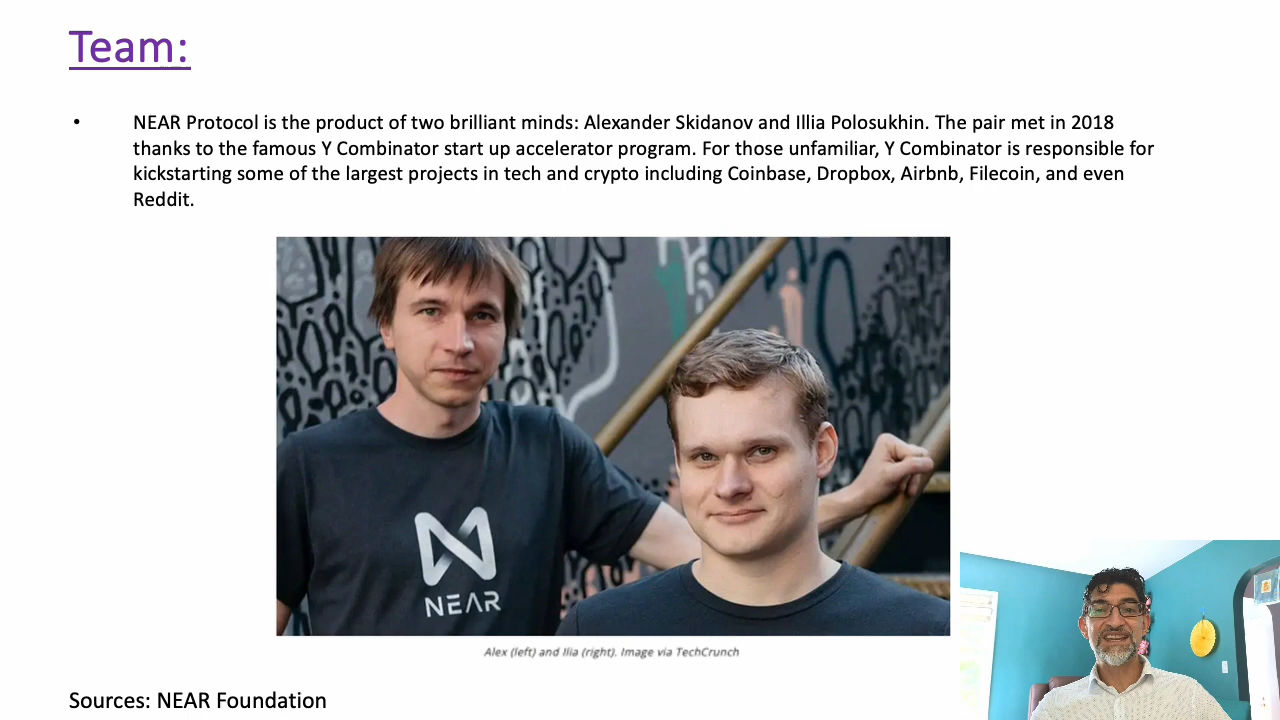 Team:
• NEAR Protocol is the product of two brilliant minds: Alexander Skidanov and Illia Polosukhin. The pair met in 2018
thanks to the famous Y Combinator start up accelerator program. For those unfamiliar, Y Combinator is responsible for
kickstarting some of the largest projects in tech and crypto including Coinbase, Dropbox, Airbnb, Filecoin, and even
Reddit.
NEAR
Alex (left) and Ilia (right). Image via TechCrunch
Sources: NEAR Foundation